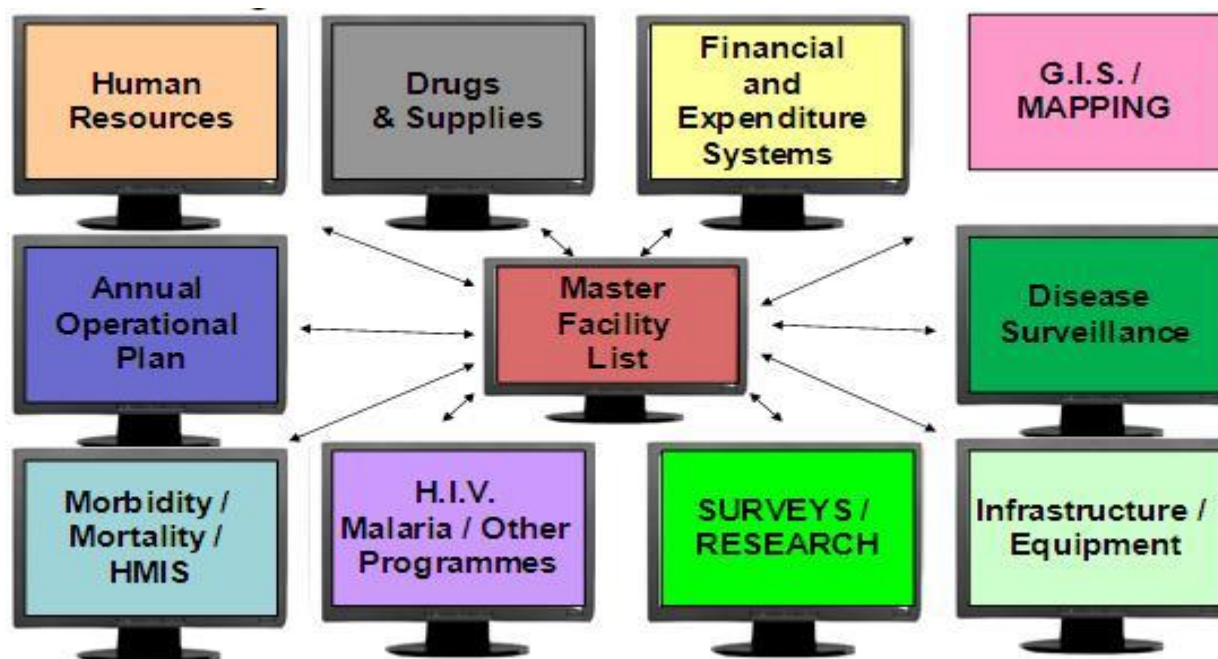 Human
Resources
Drugs
& Supplies
Financial
and
Expenditure
Systems
G.I.S. /
MAPPING
Annual
Operational
Plan
Master
Facility
List
Disease
Surveillance
Morbidity /
Mortality /
HMIS
H.I.V.
Malaria / Other
Programmes
SURVEYS /
RESEARCH
Infrastructure /
Equipment